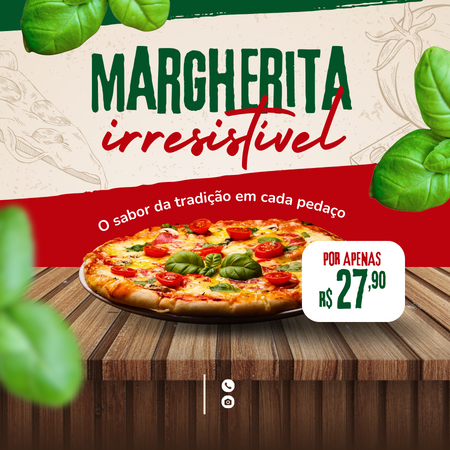 MARGHERITA
irresistível
O sabor da tradição em cada pedaço
POR APENAS
R$ 27,90